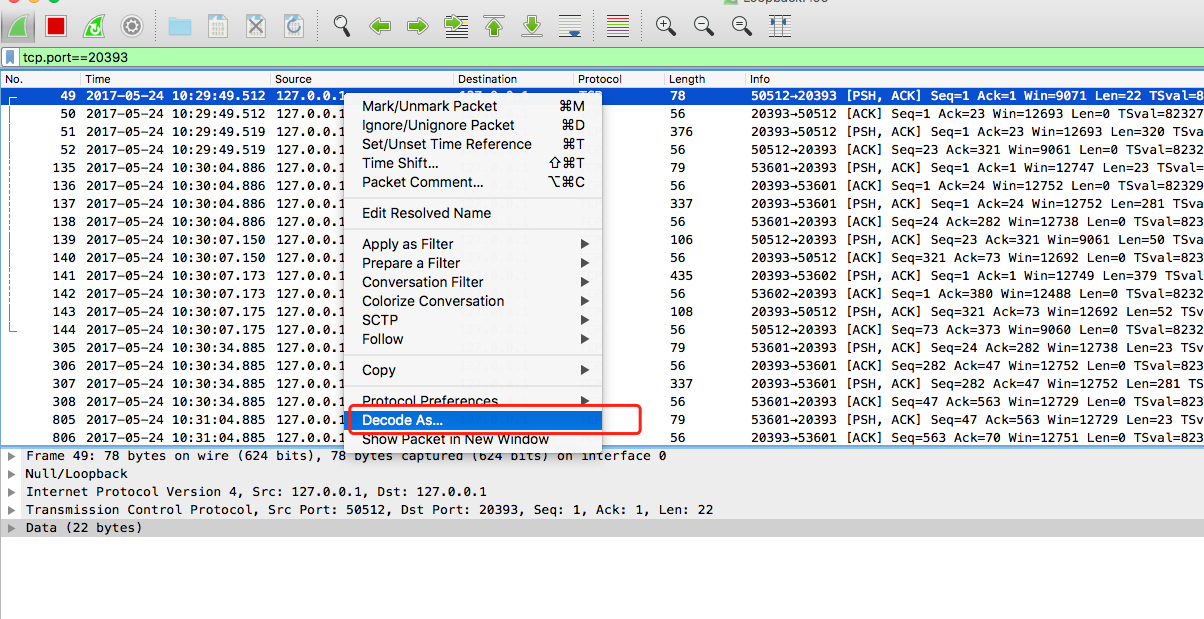 tcp.port==20393
No. Time Source Destination Protocol Length Info
49 2017-05-24 10:29:49.512 127.0.0.1 78 50512→20393 [PSH, ACK] Seq=1 Ack=1 Win=9071 Len=22 TSval=8
50 2017-05-24 10:29:49.512 127.0.0.1 56 20393→50512 [ACK] Seq=1 Ack=23 Win=12693 Len=0 TSval=82327
51 2017-05-24 10:29:49.519 127.0.0.1 376 20393→50512 [PSH, ACK] Seq=1 Ack=23 Win=12693 Len=320 TSva
52 2017-05-24 10:29:49.519 127.0.0.1 56 50512→20393 [ACK] Seq=23 Ack=321 Win=9061 Len=0 TSval=8232
135 2017-05-24 10:30:04.886 127.0.0.1 79 53601→20393 [PSH, ACK] Seq=1 Ack=1 Win=12747 Len=23 TSval=
136 2017-05-24 10:30:04.886 127.0.0.1 56 20393→53601 [ACK] Seq=1 Ack=24 Win=12752 Len=0 TSval=82329
137 2017-05-24 10:30:04.886 127.0.0.1 337 20393→53601 [PSH, ACK] Seq=1 Ack=24 Win=12752 Len=281 TSva
138 2017-05-24 10:30:04.886 127.0.0.1 56 53601→20393 [ACK] Seq=24 Ack=282 Win=12738 Len=0 TSval=823
139 2017-05-24 10:30:07.150 127.0.0.1 106 50512→20393 [PSH, ACK] Seq=23 Ack=321 Win=9061 Len=50 TSva
140 2017-05-24 10:30:07.150 127.0.0.1 56 20393→50512 [ACK] Seq=321 Ack=73 Win=12692 Len=0 TSval=823
141 2017-05-24 10:30:07.173 127.0.0.1 435 20393→53602 [PSH, ACK] Seq=1 Ack=1 Win=12749 Len=379 TSval
142 2017-05-24 10:30:07.173 127.0.0.1 56 53602→20393 [ACK] Seq=1 Ack=380 Win=12488 Len=0 TSval=8232
143 2017-05-24 10:30:07.175 127.0.0.1 108 20393→50512 [PSH, ACK] Seq=321 Ack=73 Win=12692 Len=52 TSv
144 2017-05-24 10:30:07.175 127.0.0.1 56 50512→20393 [ACK] Seq=73 Ack=373 Win=9060 Len=0 TSval=8232
305 2017-05-24 10:30:34.885 127.0.0.1 79 53601→20393 [PSH, ACK] Seq=24 Ack=282 Win=12738 Len=23 TSv
306 2017-05-24 10:30:34.885 127.0.0.1 56 20393→53601 [ACK] Seq=282 Ack=47 Win=12752 Len=0 TSval=823
307 2017-05-24 10:30:34.885 127.0.0.1 337 20393→53601 [PSH, ACK] Seq=282 Ack=47 Win=12752 Len=281 TS
308 2017-05-24 10:30:34.885 127.0.0.1 56 53601→20393 [ACK] Seq=47 Ack=563 Win=12729 Len=0 TSval=823
805 2017-05-24 10:31:04.885 127.0.0.1 79 53601→20393 [PSH, ACK] Seq=47 Ack=563 Win=12729 Len=23 TSv
806 2017-05-24 10:31:04.885 127.0.0.1 56 20393→53601 [ACK] Seq=563 Ack=70 Win=12751 Len=0 TSval=823
Mark/Unmark Packet ⌘M
Ignore/Unignore Packet ⌘D
Set/Unset Time Reference ⌘T
Time Shift... ⇧⌘T
Packet Comment... ⌥⌘C
Edit Resolved Name
Apply as Filter
Prepare a Filter
Conversation Filter
Colorize Conversation
SCTP
Follow
Copy
Protocol Preferences
Decode As...
Show Packet in New Window
Frame 49: 78 bytes on wire (624 bits), 78 bytes captured (624 bits) on interface 0
Null/Loopback
Internet Protocol Version 4, Src: 127.0.0.1, Dst: 127.0.0.1
Transmission Control Protocol, Src Port: 50512, Dst Port: 20393, Seq: 1, Ack: 1, Len: 22
Data (22 bytes)